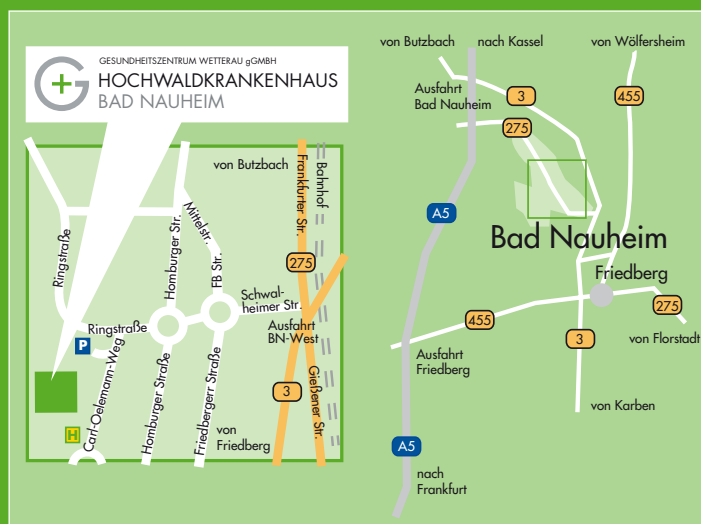 GESUNDHEITSZENTRUM WETTERAU gGMBH
HOCHWALDKRANKENHAUS
BAD NAUHEIM
von Butzbach
Frankfurter Str.
Bahnhof
Ringstraße
Homburger Str.
Mittelstr.
FB Str.
275
Schwal-
heimer Str.
Ringstraße
Ausfahrt
BN-West
P
Carl-Oelemann-Weg
Homburger Straße
Friedbergerr Straße
3
Gießener Str.
H
von
Friedberg
von Butzbach
nach Kassel
von Wölfersheim
Ausfahrt
Bad Nauheim
3
455
275
A5
Bad Nauheim
Friedberg
455
275
3
von Florstadt
Ausfahrt
Friedberg
von Karben
A5
nach
Frankfurt